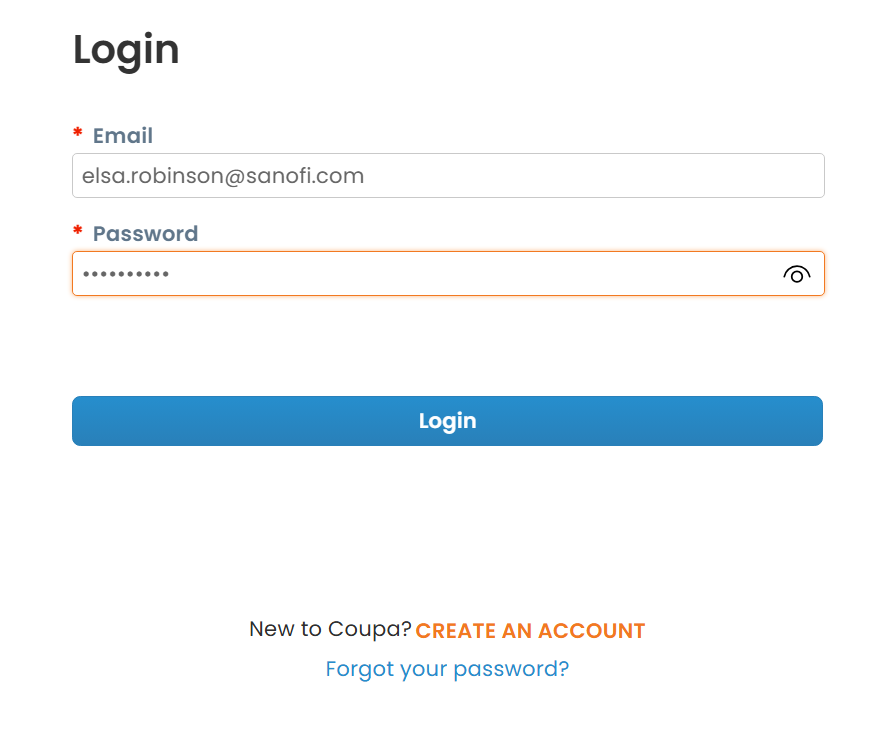 Login
* Email
elsa.robinson@sanofi.com
* Password
••••••••••
Login
New to Coupa? CREATE AN ACCOUNT
Forgot your password?